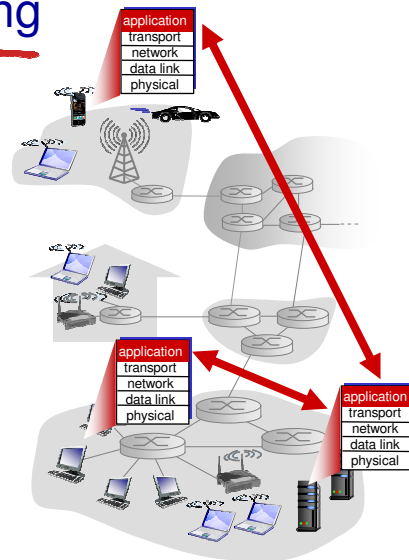 ng
application
transport
network
data link
physical
application
transport
network
data link
physical
application
transport
network
data link
physical